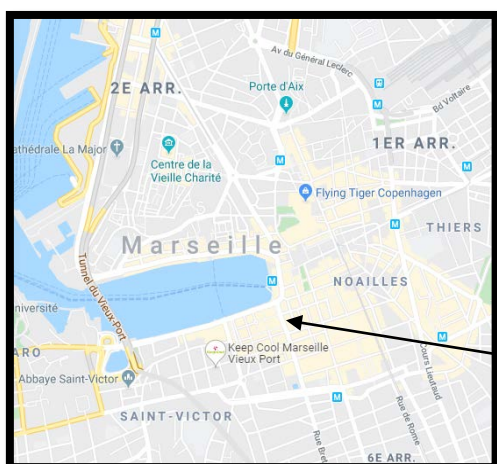 M
Av du Général Leclerc
2E ARR.
Porte d'Aix
Bd Voltaire
1ER ARR.
athédrale La Major
Centre de la
Vieille Charité
M
M
Flying Tiger Copenhagen
M
THIERS
Marseille
Tunnel du Vieux-Port
M
NOAILLES
niversité
M
Keep Cool Marseille
Vieux Port
ARO
Cours Lieutaud
Abbaye Saint-Victor
M
Rue de Rome
SAINT-VICTOR
Rue Bret
6E ARR.